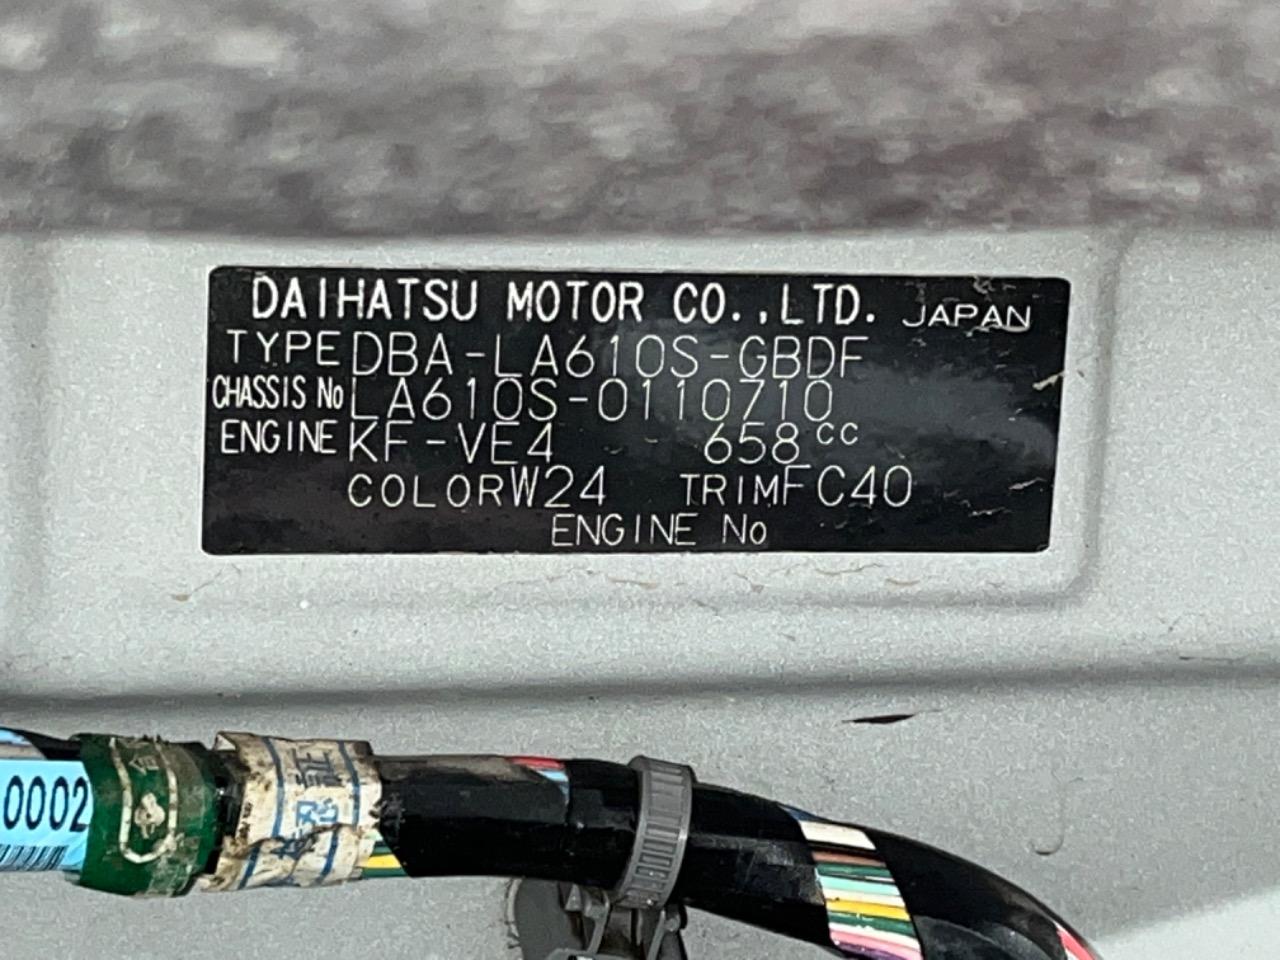 DAIHATSU MOTOR CO.,LTD. JAPAN
TYPE DBA-LA610S-GBDF
CHASSIS No LA610S-0110710
ENGINE KF-VE4 658cc
COLOR W24 TRIM FC40
ENGINE No
0002